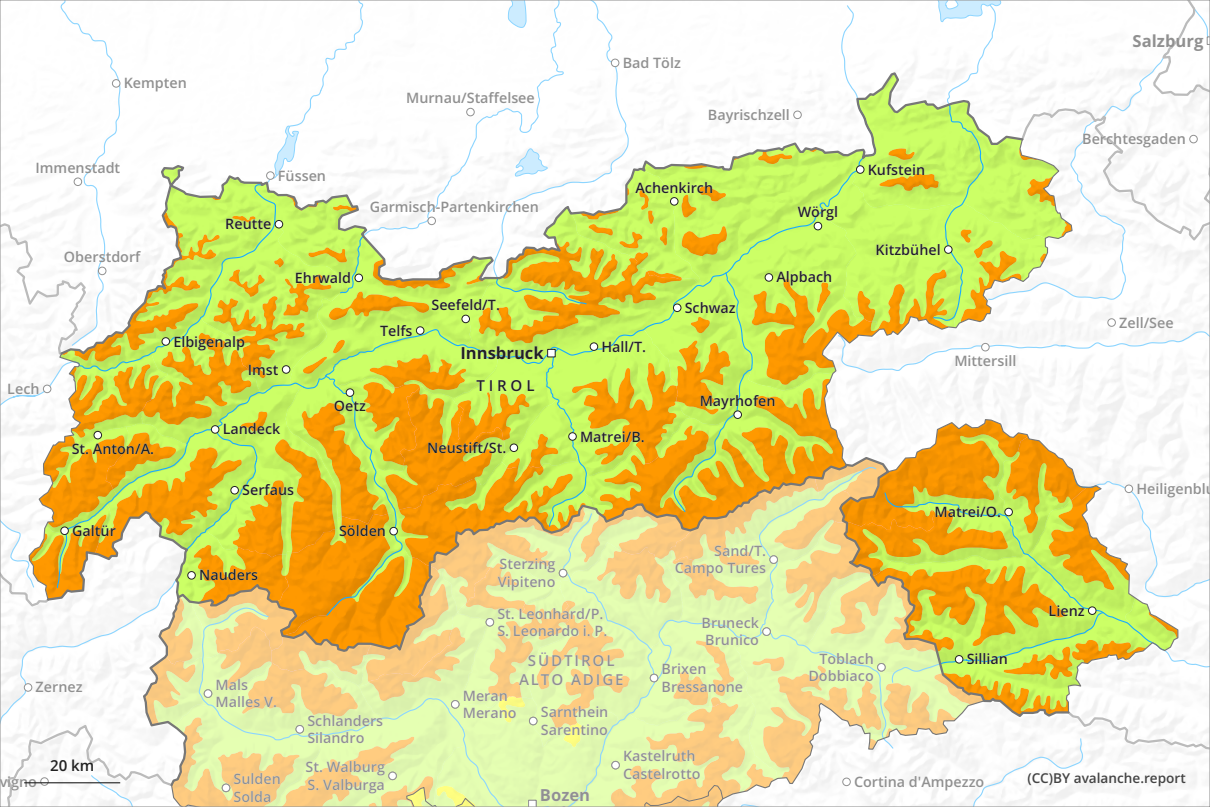 Salzburg
Bad Tölz
Kempten
Murnau/Staffelsee
Bayrischzell
Berchtesgaden
Immenstadt
Füssen
Kufstein
Achenkirch
Garmisch-Partenkirchen
Wörgl
Reutte
Kitzbühel
Oberstdorf
Ehrwald
Alpbach
Seefeld/T.
Schwaz
Zell/See
Telfs
Elbigenalp
Innsbruck
Hall/T.
Mittersill
Imst
TIROL
Lech
Oetz
Mayrhofen
Landeck
Matrei/B.
St. Anton/A.
Neustift/St.
Serfaus
Heiligenblu
Matrei/O.
Galtür
Sölden
Sand/T.
Campo Tures
Sterzing
Vipiteno
Nauders
St. Leonhard/P.
S. Leonardo i. P.
Lienz
Bruneck
Brunico
SÜDTIROL
ALTO ADIGE
Sillian
Toblach
Dobbiaco
Brixen
Bressanone
Zernez
Mals
Malles V.
Meran
Merano
Sarnthein
Sarentino
Schlanders
Silandro
Kastelruth
Castelrotto
St. Walburg
S. Valburga
20 km
vigno
Sulden
Solda
Cortina d'Ampezzo
(CC)BY avalanche.report
Bozen